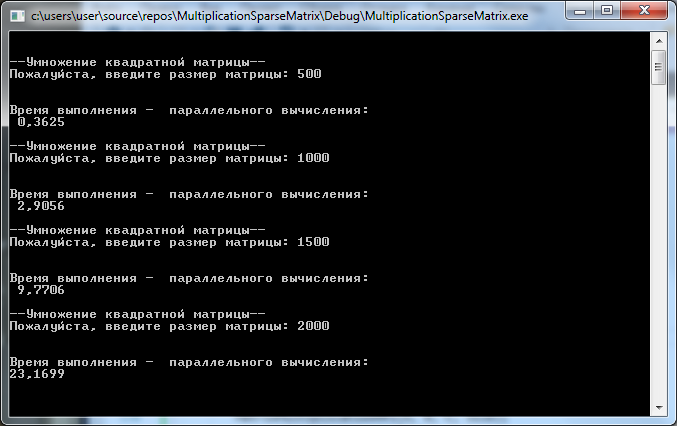 c:\users\user\source\repos\MultiplicationSparseMatrix\Debug\MultiplicationSparseMatrix.exe
--Умножение квадратной матрицы--
Пожалуйста, введите размер матрицы: 500
Время выполнения - параллельного вычисления:
0,3625
--Умножение квадратной матрицы--
Пожалуйста, введите размер матрицы: 1000
Время выполнения - параллельного вычисления:
2,9056
--Умножение квадратной матрицы--
Пожалуйста, введите размер матрицы: 1500
Время выполнения - параллельного вычисления:
9,7706
--Умножение квадратной матрицы--
Пожалуйста, введите размер матрицы: 2000
Время выполнения - параллельного вычисления:
23,1699